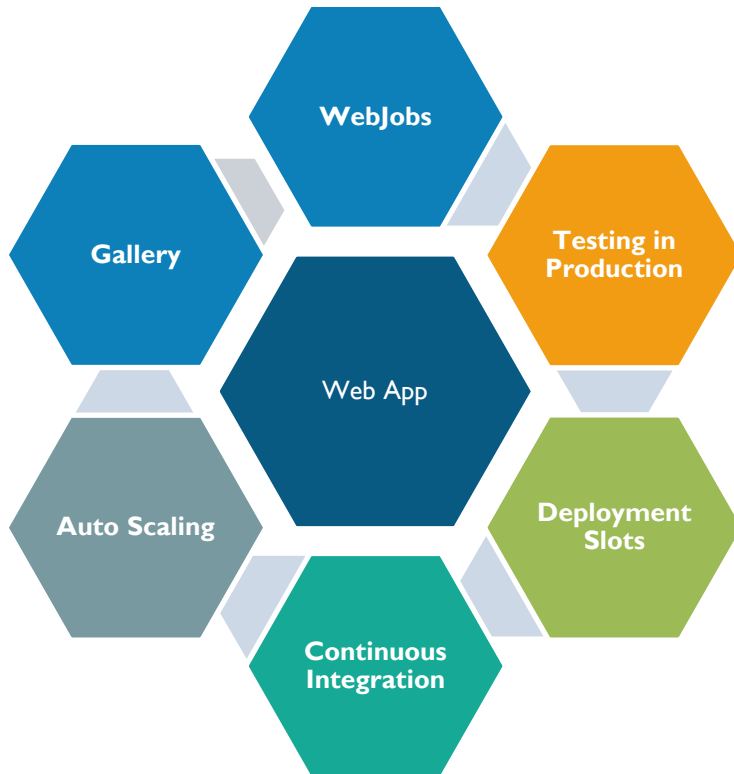 WebJobs
Testing in
Production
Gallery
Web App
Deployment
Slots
Auto Scaling
Continuous
Integration